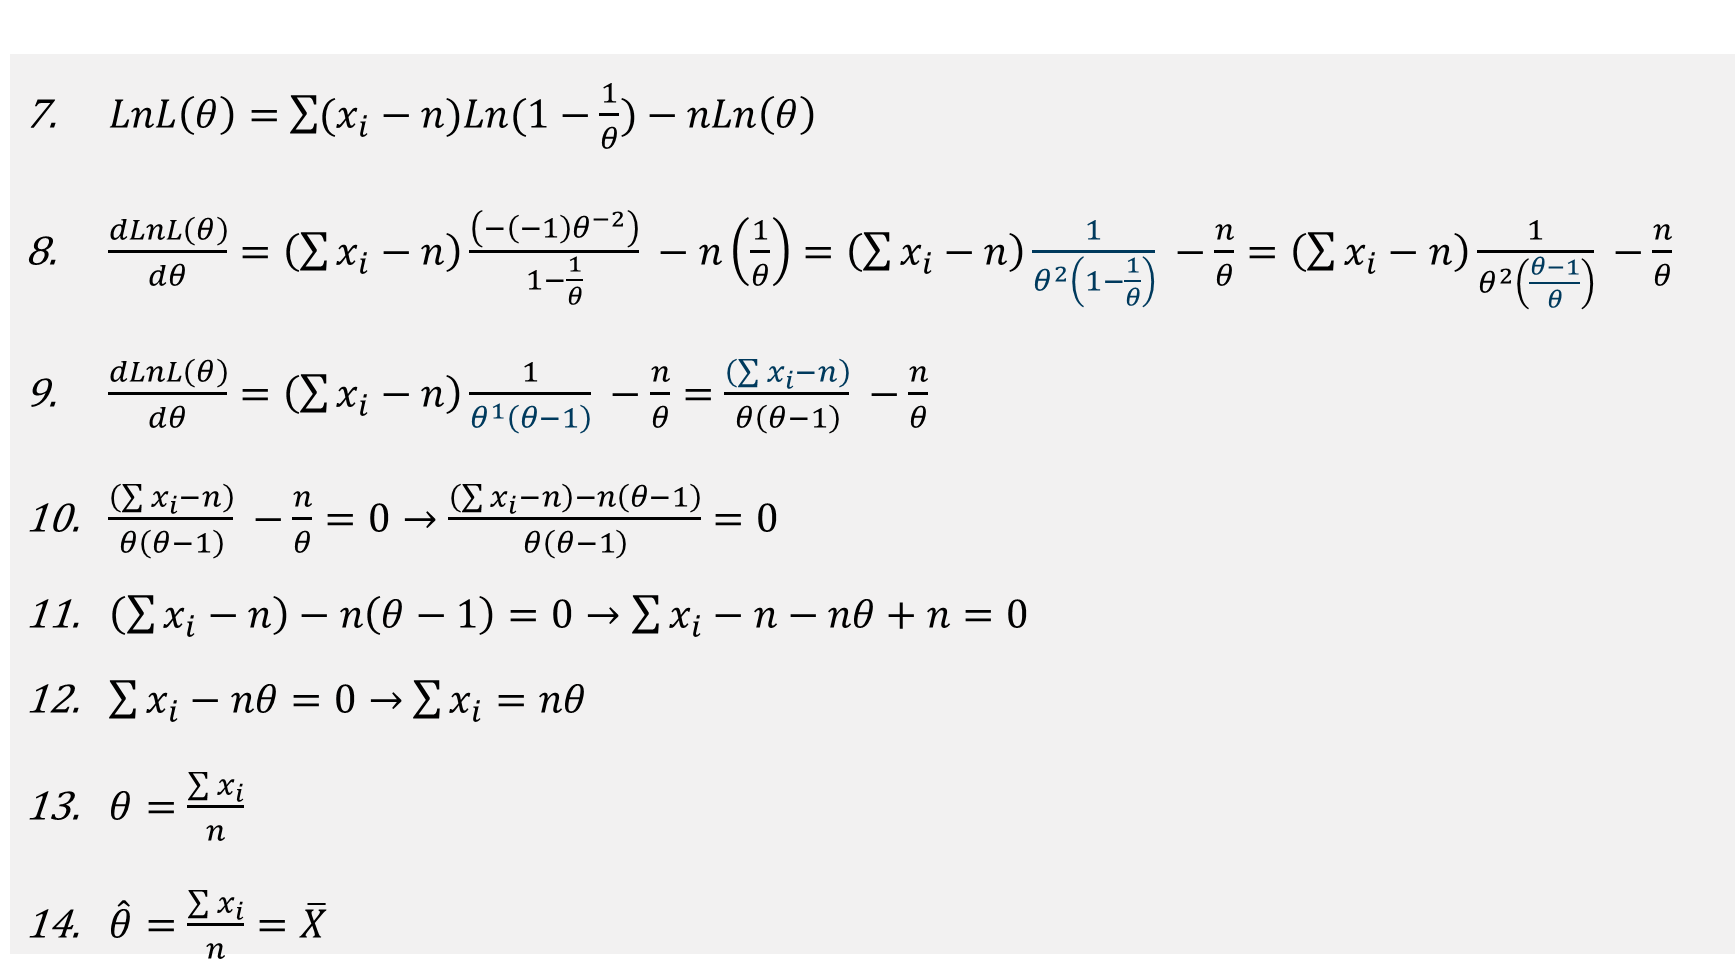 7. LnL(θ) = ∑(xᵢ − n)Ln(1 − 1/θ) − nLn(θ)
8. dLnL(θ)/dθ = (∑ xᵢ − n) (−(−1)θ⁻²)/(1−1/θ) − n(1/θ) = (∑ xᵢ − n) 1/(θ²(1−1/θ)) − n/θ = (∑ xᵢ − n) 1/(θ²((θ−1)/θ)) − n/θ
9. dLnL(θ)/dθ = (∑ xᵢ − n) 1/(θ¹(θ−1)) − n/θ = (∑ xᵢ−n)/(θ(θ−1)) − n/θ
10. (∑ xᵢ−n)/(θ(θ−1)) − n/θ = 0 → ((∑ xᵢ−n)−n(θ−1))/(θ(θ−1)) = 0
11. (∑ xᵢ − n) − n(θ − 1) = 0 → ∑ xᵢ − n − nθ + n = 0
12. ∑ xᵢ − nθ = 0 → ∑ xᵢ = nθ
13. θ = ∑ xᵢ/n
14. θ̂ = ∑ xᵢ/n = X̄